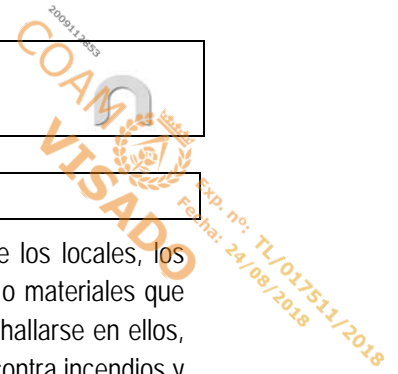 2009112853
COAM
VISADO
Exp. nº: TL/017511/2018
Fecha: 24/08/2018
e los locales, los
o materiales que
hallarse en ellos,
contra incendios y